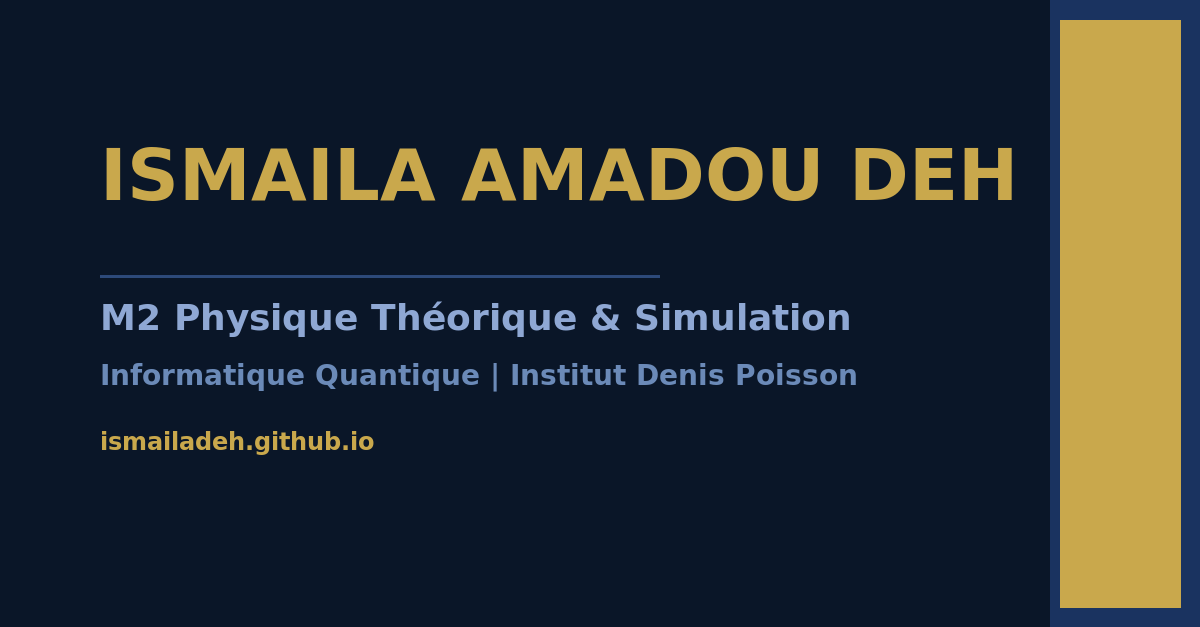 ISMAILA AMADOU DEH
M2 Physique Théorique & Simulation
Informatique Quantique | Institut Denis Poisson
ismailadeh.github.io